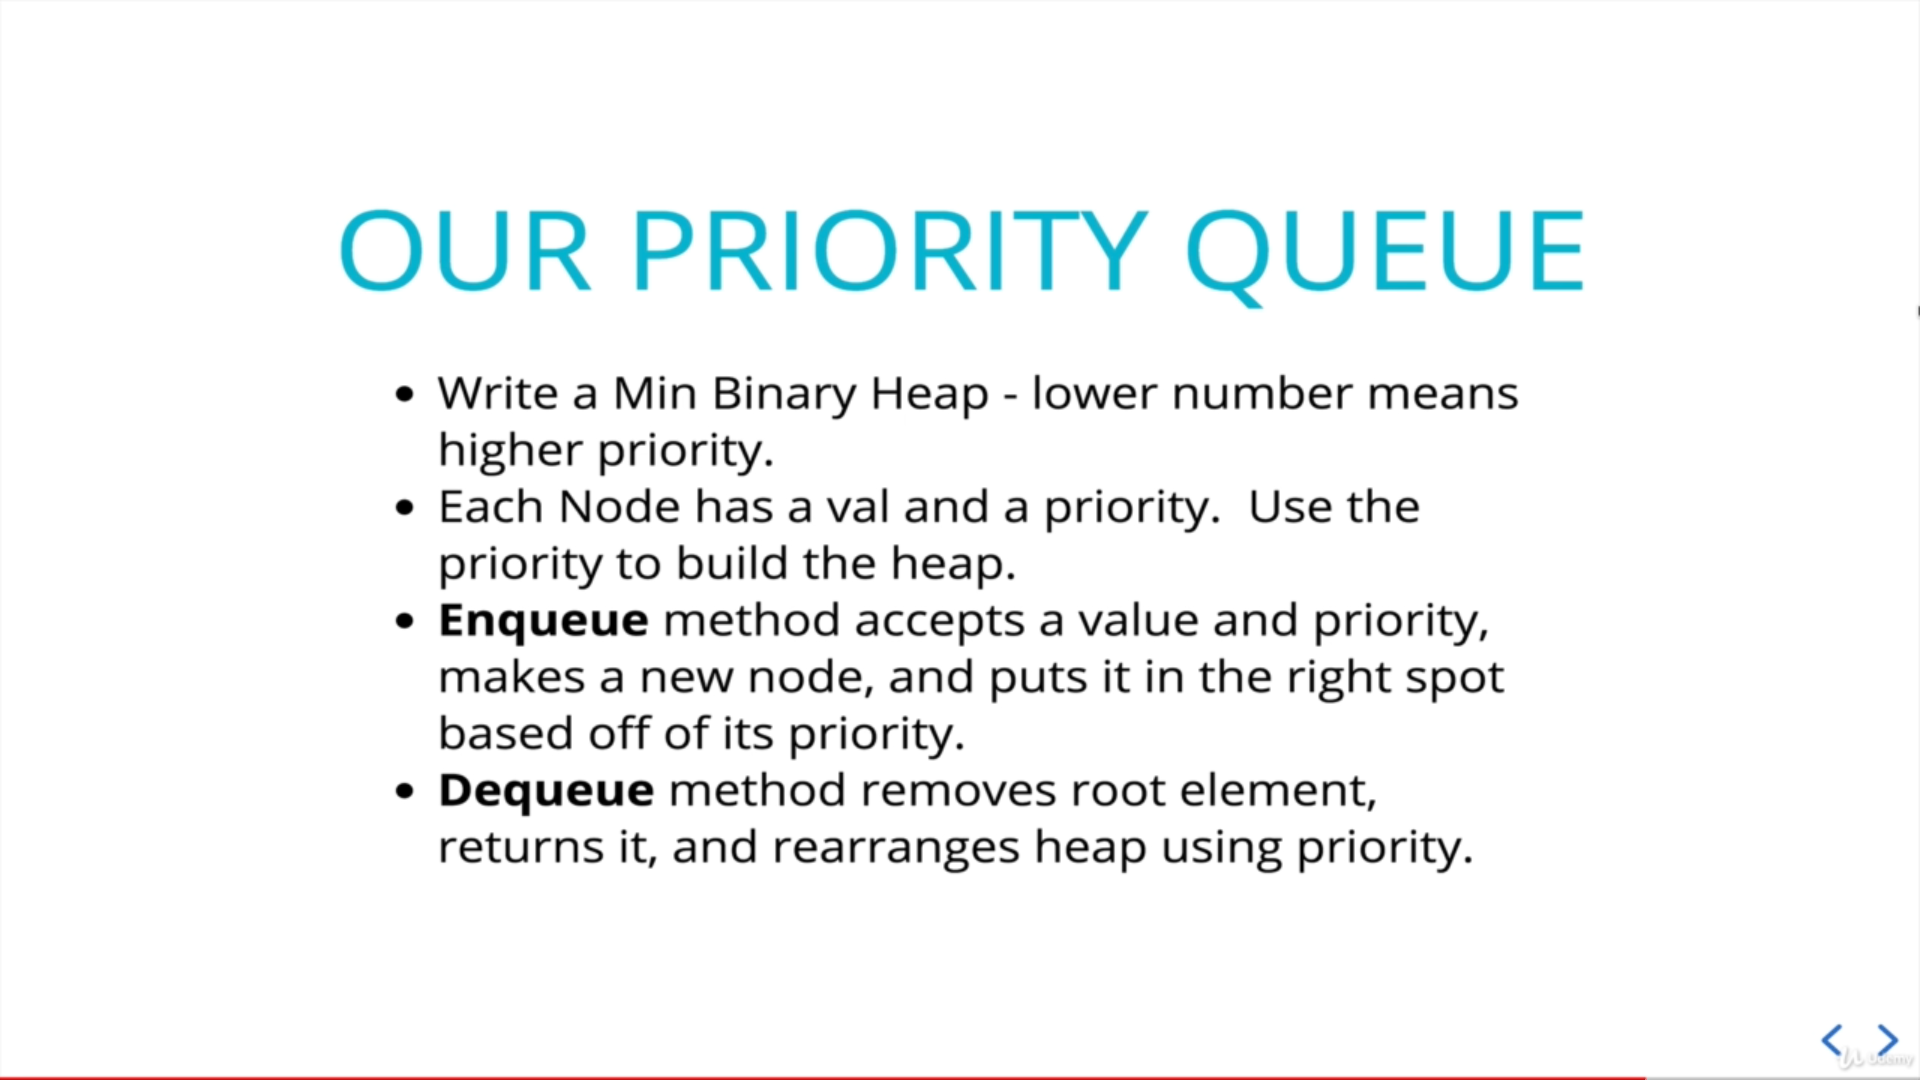 OUR PRIORITY QUEUE
• Write a Min Binary Heap - lower number means
higher priority.
• Each Node has a val and a priority.  Use the
priority to build the heap.
• Enqueue method accepts a value and priority,
makes a new node, and puts it in the right spot
based off of its priority.
• Dequeue method removes root element,
returns it, and rearranges heap using priority.
Udemy